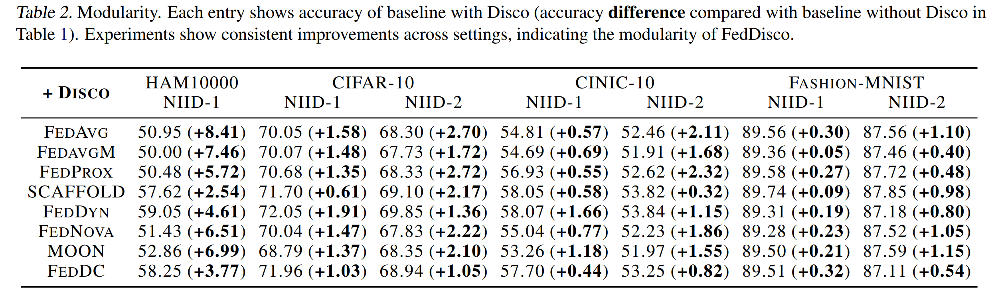 Table 2. Modularity. Each entry shows accuracy of baseline with Disco (accuracy difference compared with baseline without Disco in
Table 1). Experiments show consistent improvements across settings, indicating the modularity of FedDisco.
+ DISCO HAM10000 CIFAR-10 CINIC-10 FASHION-MNIST
NIID-1 NIID-1 NIID-2 NIID-1 NIID-2 NIID-1 NIID-2
FEDAVG 50.95 (+8.41) 70.05 (+1.58) 68.30 (+2.70) 54.81 (+0.57) 52.46 (+2.11) 89.56 (+0.30) 87.56 (+1.10)
FEDAVGM 50.00 (+7.46) 70.07 (+1.48) 67.73 (+1.72) 54.69 (+0.69) 51.91 (+1.68) 89.36 (+0.05) 87.46 (+0.40)
FEDPROX 50.48 (+5.72) 70.68 (+1.35) 68.33 (+2.72) 56.93 (+0.55) 52.62 (+2.32) 89.58 (+0.27) 87.72 (+0.48)
SCAFFOLD 57.62 (+2.54) 71.70 (+0.61) 69.10 (+2.17) 58.05 (+0.58) 53.82 (+0.32) 89.74 (+0.09) 87.85 (+0.98)
FEDDYN 59.05 (+4.61) 72.05 (+1.91) 69.85 (+1.36) 58.07 (+1.66) 53.84 (+1.15) 89.31 (+0.19) 87.18 (+0.80)
FEDNOVA 51.43 (+6.51) 70.04 (+1.47) 67.83 (+2.22) 55.04 (+0.77) 52.23 (+1.86) 89.28 (+0.23) 87.52 (+1.05)
MOON 52.86 (+6.99) 68.79 (+1.37) 68.35 (+2.10) 53.26 (+1.18) 51.97 (+1.55) 89.50 (+0.21) 87.59 (+1.15)
FEDDC 58.25 (+3.77) 71.96 (+1.03) 68.94 (+1.05) 57.70 (+0.44) 53.25 (+0.82) 89.51 (+0.32) 87.11 (+0.54)